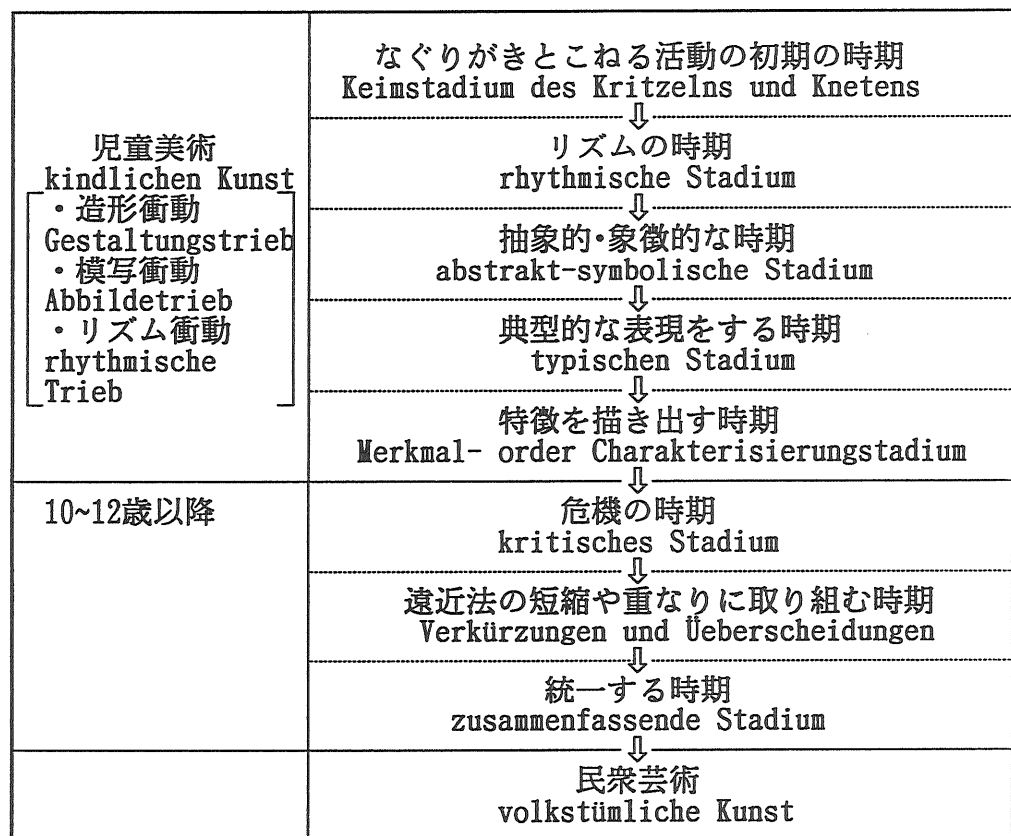 児童美術
kindlichen Kunst
・造形衝動
Gestaltungstrieb
・模写衝動
Abbildetrieb
・リズム衝動
rhythmische
Trieb
なぐりがきとこねる活動の初期の時期
Keimstadium des Kritzelns und Knetens
⇩
リズムの時期
rhythmische Stadium
⇩
抽象的・象徴的な時期
abstrakt-symbolische Stadium
⇩
典型的な表現をする時期
typischen Stadium
⇩
特徴を描き出す時期
Merkmal- order Charakterisierungstadium
⇩
10~12歳以降
危機の時期
kritisches Stadium
⇩
遠近法の短縮や重なりに取り組む時期
Verkürzungen und Üeberscheidungen
⇩
統一する時期
zusammenfassende Stadium
⇩
民衆芸術
volkstümliche Kunst